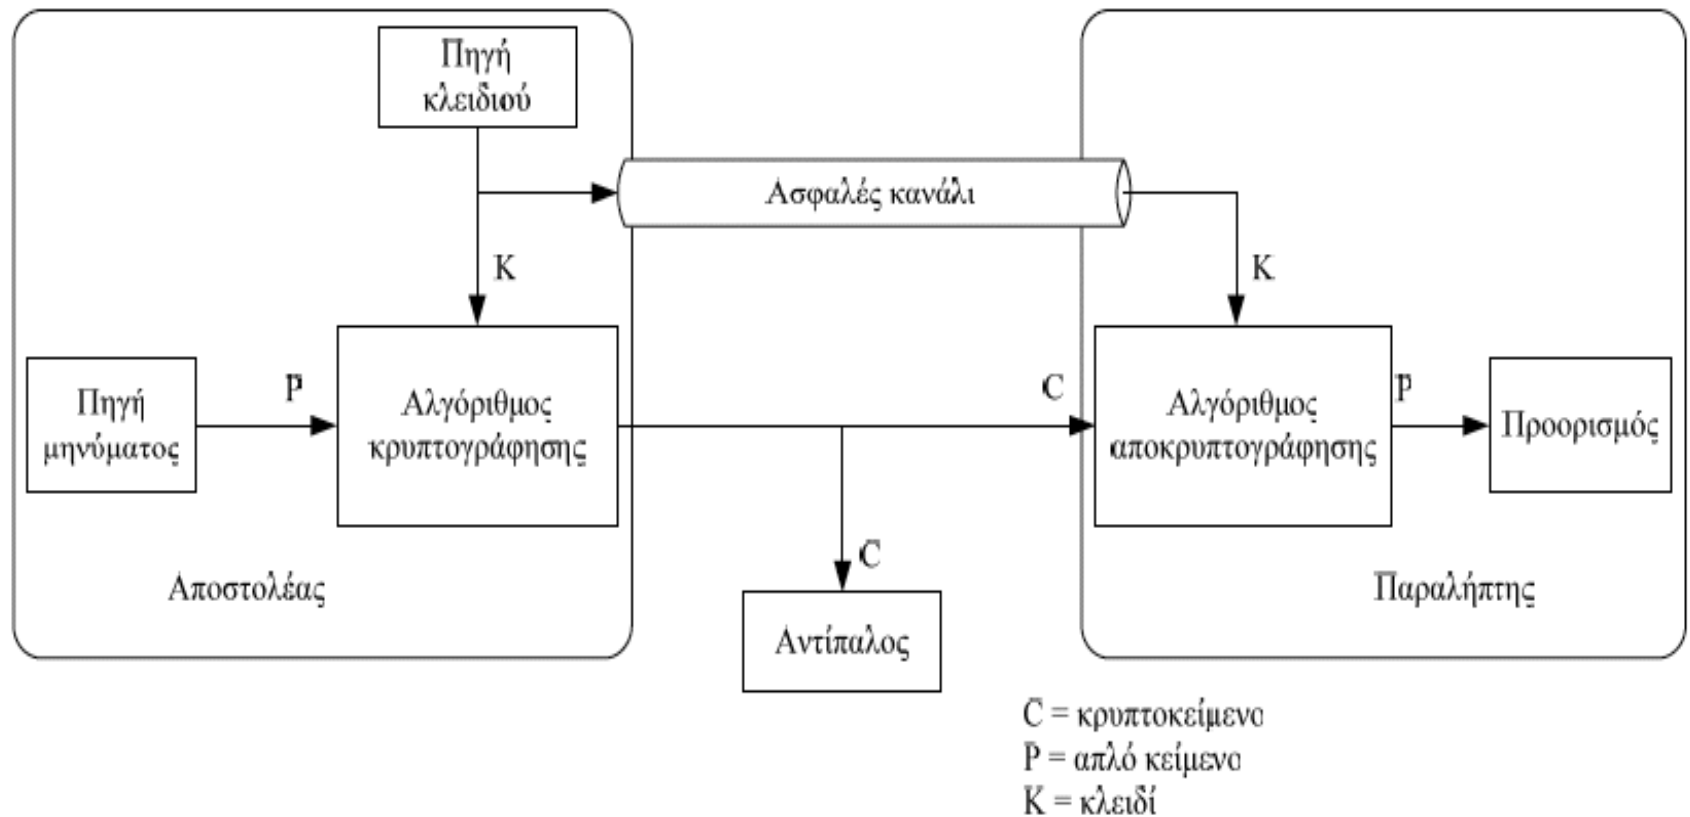 Πηγή
κλειδιού
Ασφαλές κανάλι
K
K
Πηγή
μηνύματος
P
Αλγόριθμος
κρυπτογράφησης
C
Αλγόριθμος
αποκρυπτογράφησης
P
Προορισμός
C
Αποστολέας
Παραλήπτης
Αντίπαλος
C = κρυπτοκείμενο
P = απλό κείμενο
K = κλειδί